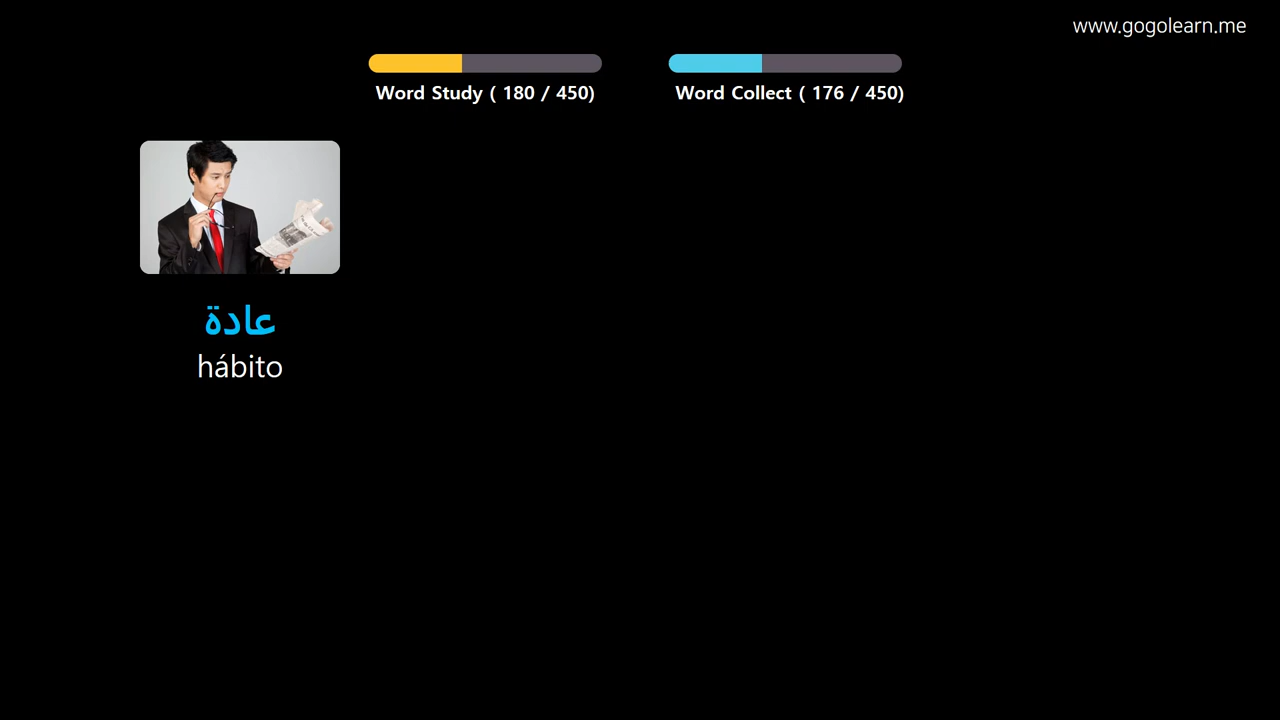 www.gogolearn.me
Word Study ( 180 / 450)
Word Collect ( 176 / 450)
عادة
hábito